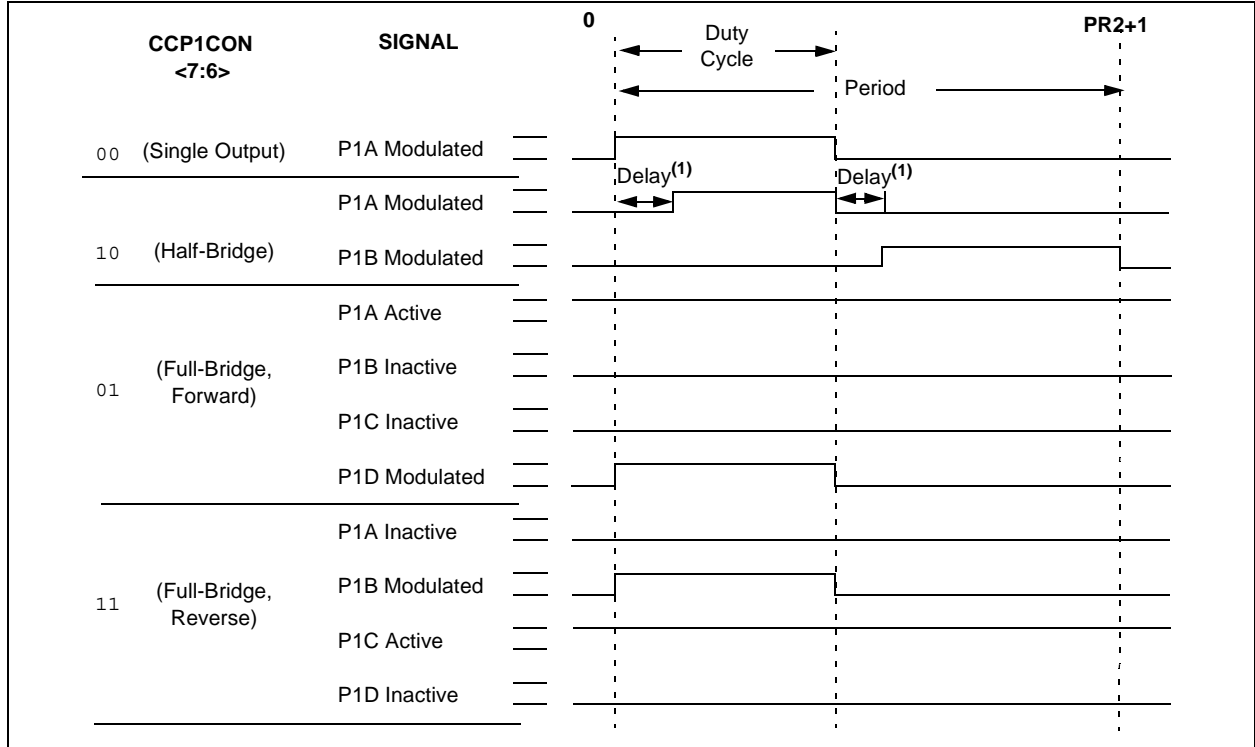 0
PR2+1
CCP1CON
<7:6>
SIGNAL
Duty
Cycle
Period
00 (Single Output) P1A Modulated
Delay(1)
Delay(1)
P1A Modulated
10 (Half-Bridge) P1B Modulated
P1A Active
01 (Full-Bridge,
Forward)
P1B Inactive
P1C Inactive
P1D Modulated
P1A Inactive
11 (Full-Bridge,
Reverse)
P1B Modulated
P1C Active
P1D Inactive